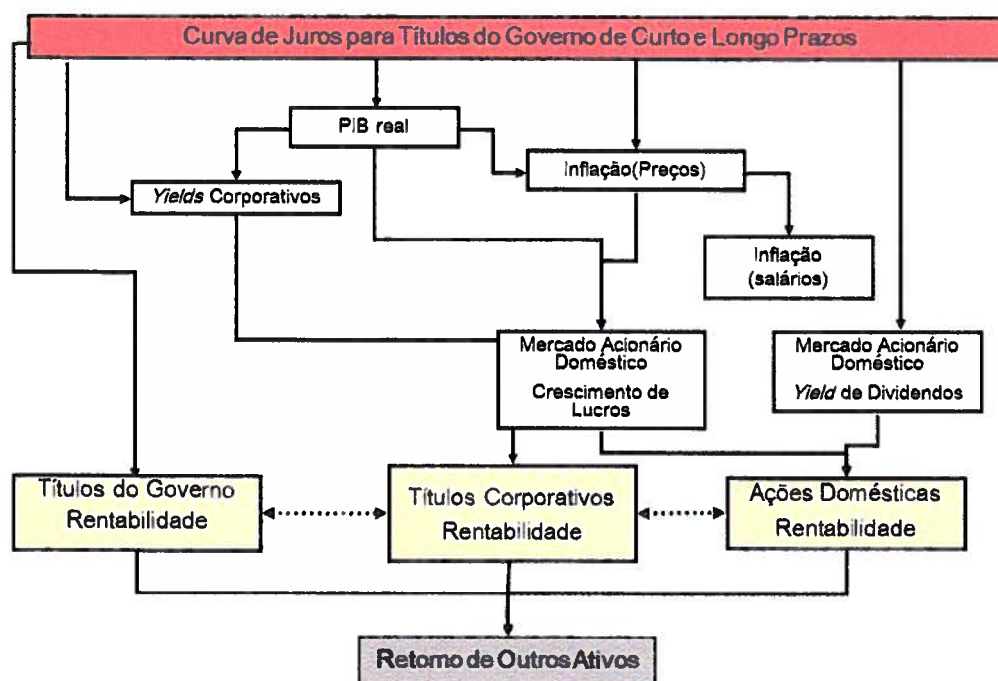 Curva de Juros para Títulos do Governo de Curto e Longo Prazos
PIB real
Inflação(Preços)
Yields Corporativos
Inflação
(salários)
Mercado Acionário
Doméstico
Crescimento de
Lucros
Mercado Acionário
Doméstico
Yield de Dividendos
Títulos do Governo
Rentabilidade
Títulos Corporativos
Rentabilidade
Ações Domésticas
Rentabilidade
Retorno de Outros Ativos